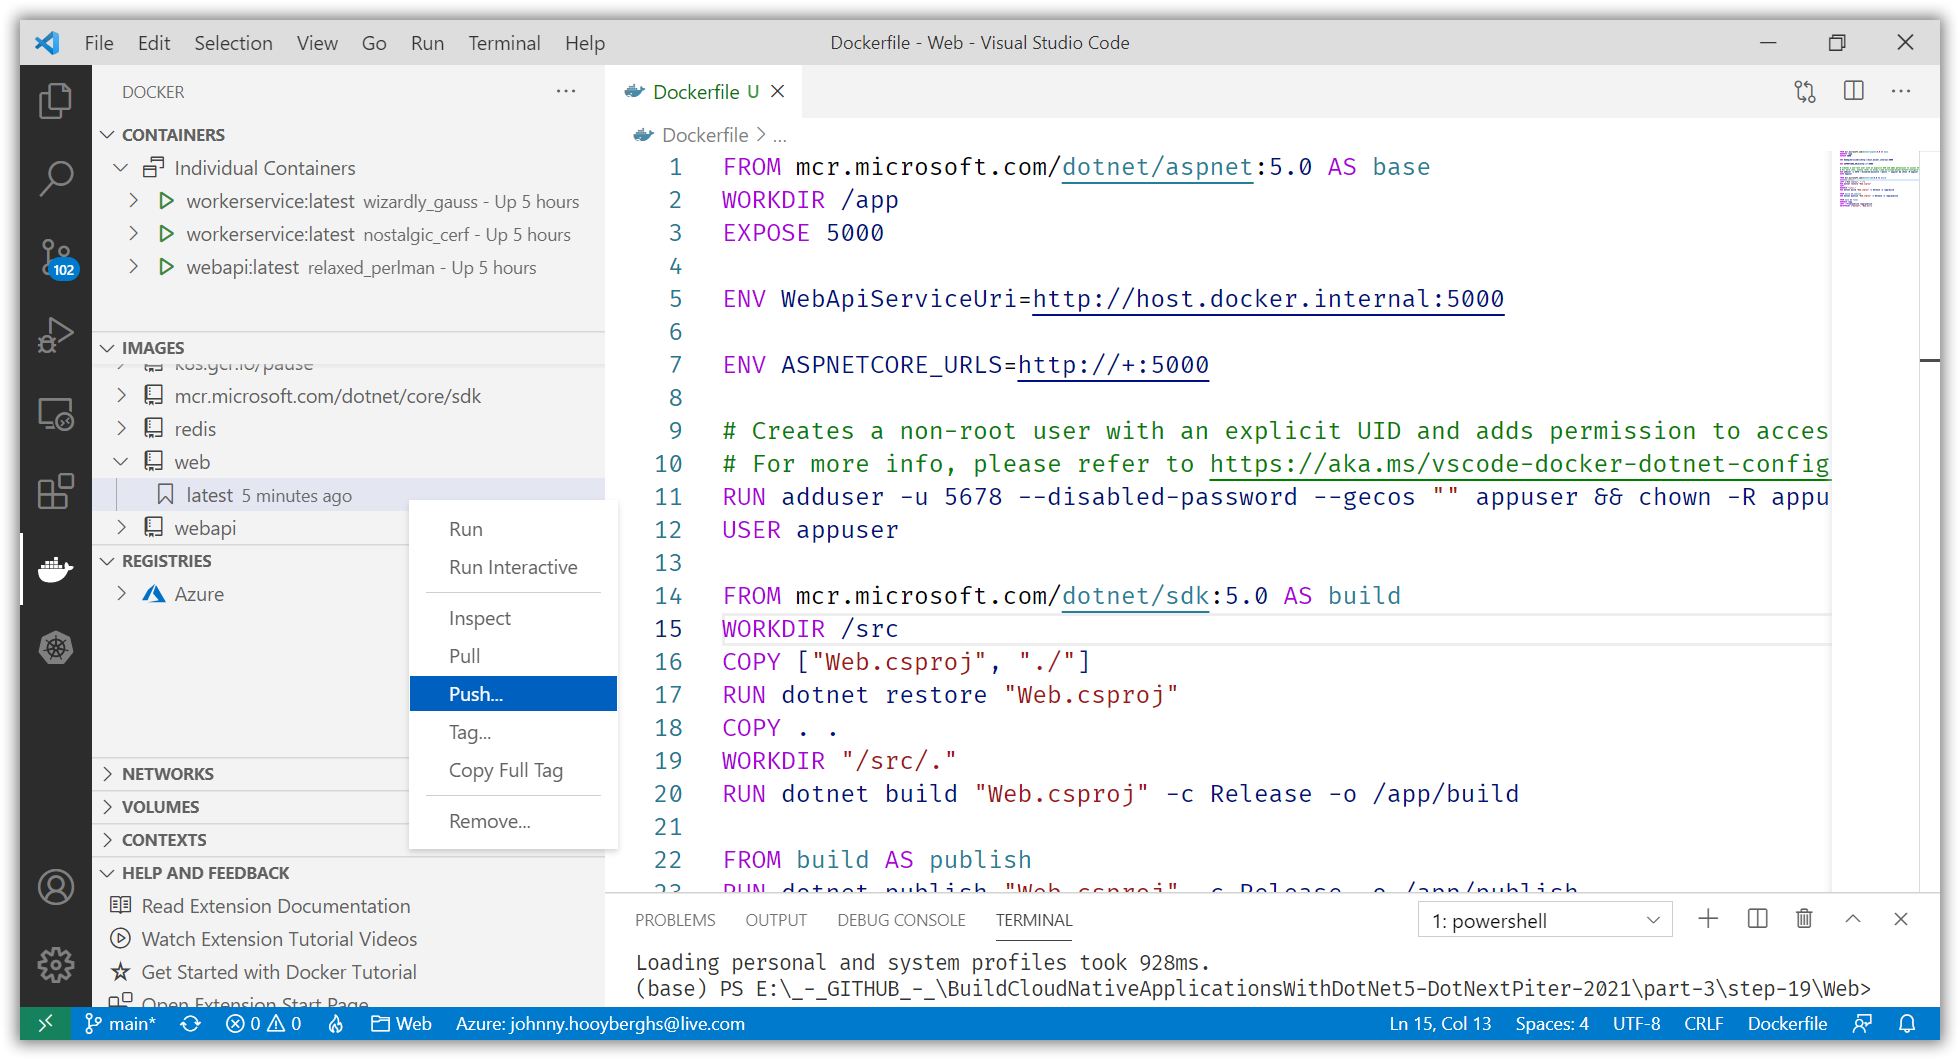 File Edit Selection View Go Run Terminal Help
Dockerfile - Web - Visual Studio Code
DOCKER
CONTAINERS
Individual Containers
workerservice:latest wizardly_gauss - Up 5 hours
workerservice:latest nostalgic_cerf - Up 5 hours
webapi:latest relaxed_perlman - Up 5 hours
102
IMAGES
k8s.gcr.io/pause
mcr.microsoft.com/dotnet/core/sdk
redis
web
latest 5 minutes ago
webapi
REGISTRIES
Azure
Run
Run Interactive
Inspect
Pull
Push...
Tag...
Copy Full Tag
Remove...
NETWORKS
VOLUMES
CONTEXTS
HELP AND FEEDBACK
Read Extension Documentation
Watch Extension Tutorial Videos
Get Started with Docker Tutorial
Open Extension Start Page
Dockerfile U
Dockerfile > ...
1 FROM mcr.microsoft.com/dotnet/aspnet:5.0 AS base
2 WORKDIR /app
3 EXPOSE 5000
4
5 ENV WebApiServiceUri=http://host.docker.internal:5000
6
7 ENV ASPNETCORE_URLS=http://+:5000
8
9 # Creates a non-root user with an explicit UID and adds permission to acces
10 # For more info, please refer to https://aka.ms/vscode-docker-dotnet-config
11 RUN adduser -u 5678 --disabled-password --gecos "" appuser && chown -R appu
12 USER appuser
13
14 FROM mcr.microsoft.com/dotnet/sdk:5.0 AS build
15 WORKDIR /src
16 COPY ["Web.csproj", "./"]
17 RUN dotnet restore "Web.csproj"
18 COPY . .
19 WORKDIR "/src/."
20 RUN dotnet build "Web.csproj" -c Release -o /app/build
21
22 FROM build AS publish
23 RUN dotnet publish "Web.csproj" -c Release -o /app/publish
PROBLEMS OUTPUT DEBUG CONSOLE TERMINAL
1: powershell
Loading personal and system profiles took 928ms.
(base) PS E:\_-_GITHUB_-_\BuildCloudNativeApplicationsWithDotNet5-DotNextPiter-2021\part-3\step-19\Web>
main* 0 0 Web Azure: johnny.hooyberghs@live.com
Ln 15, Col 13 Spaces: 4 UTF-8 CRLF Dockerfile